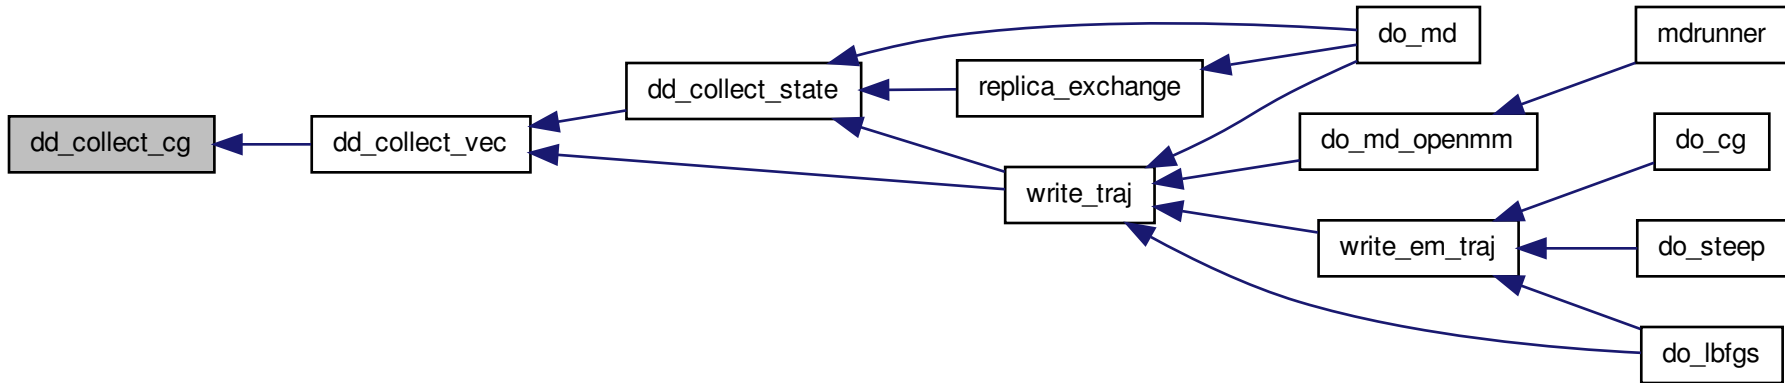 dd_collect_cg
dd_collect_vec
dd_collect_state
replica_exchange
write_traj
do_md
do_md_openmm
write_em_traj
mdrunner
do_cg
do_steep
do_lbfgs